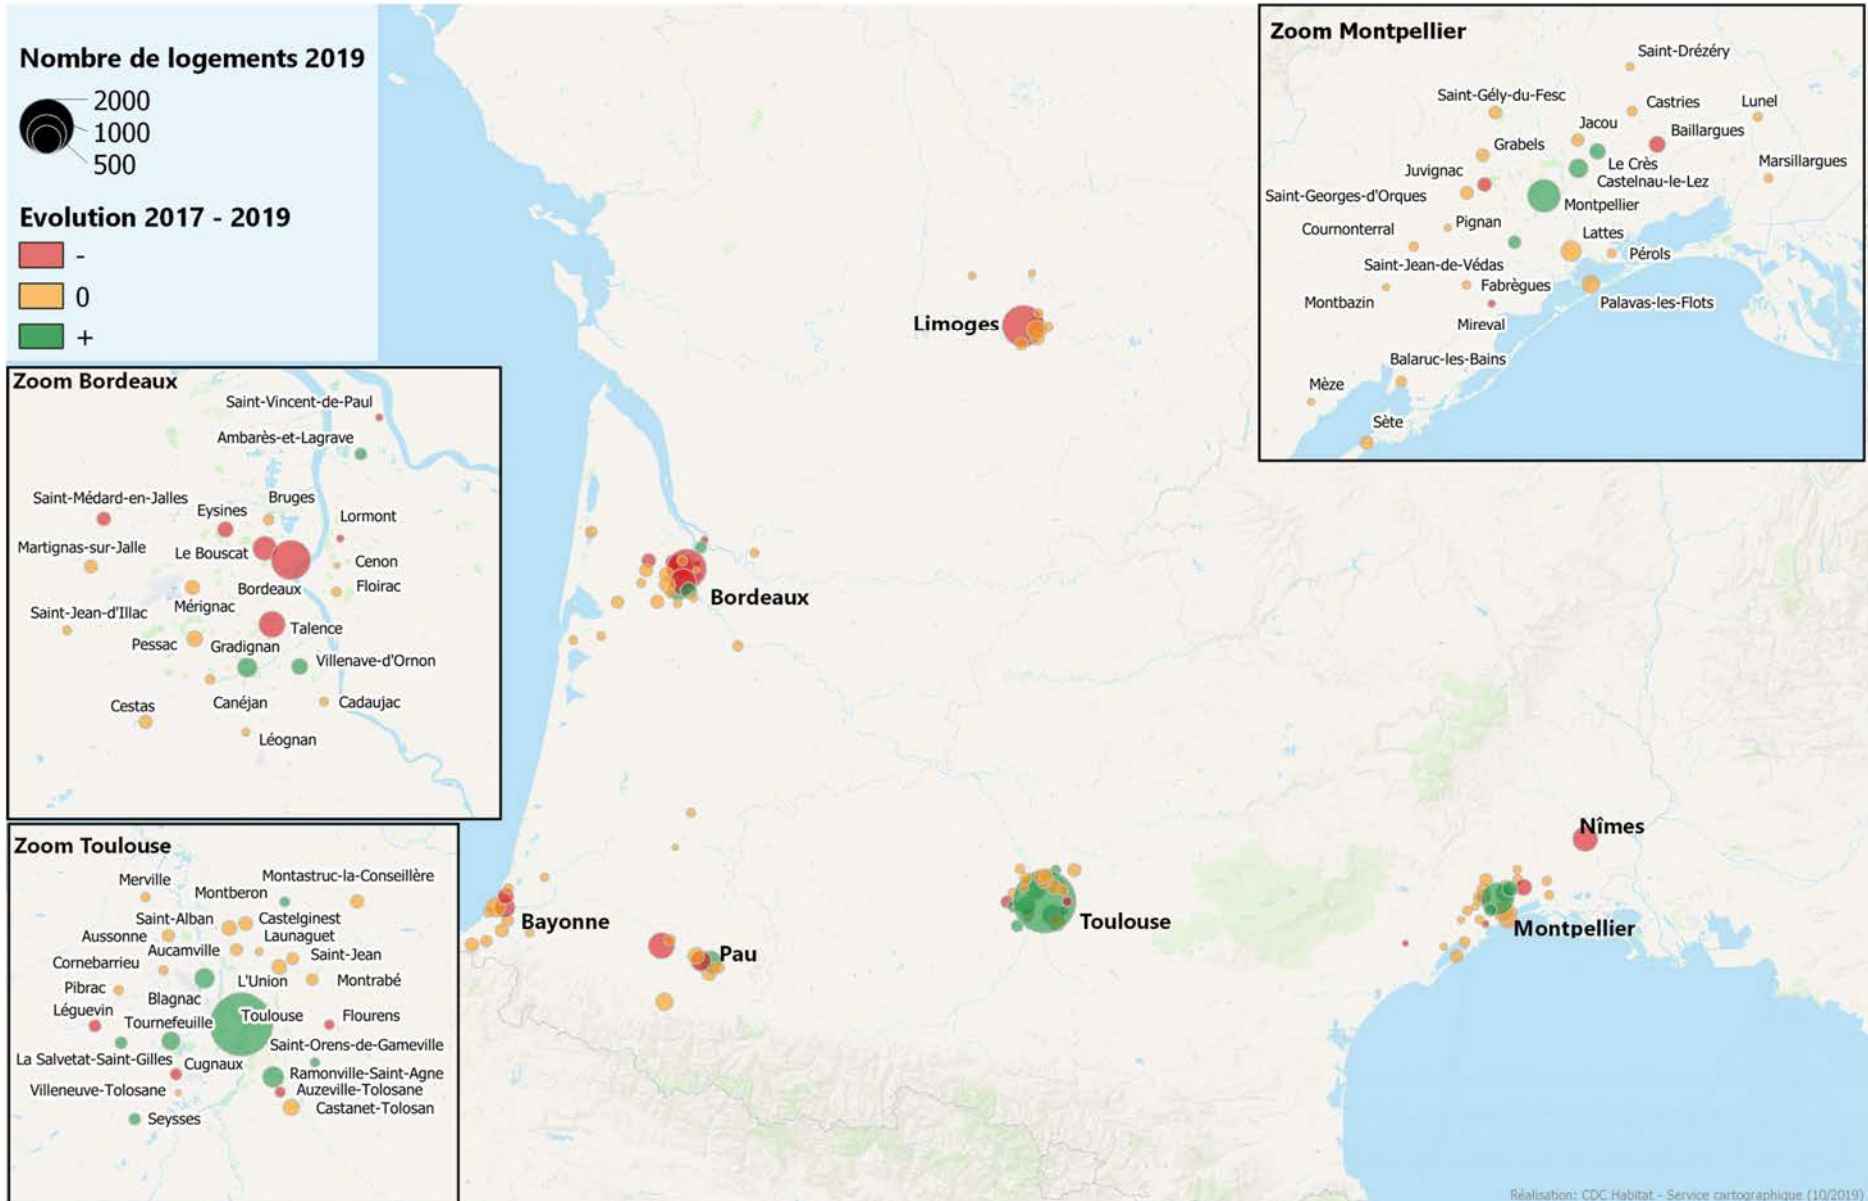 Nombre de logements 2019
2000
1000
500
Evolution 2017 - 2019
-
0
+
Zoom Montpellier
Saint-Drézéry
Saint-Gély-du-Fesc
Castries
Lunel
Jacou
Baillargues
Grabels
Le Crès
Marsillargues
Juvignac
Castelnau-le-Lez
Saint-Georges-d'Orques
Montpellier
Pignan
Cournonterral
Lattes
Pérols
Saint-Jean-de-Védas
Fabrègues
Montbazin
Palavas-les-Flots
Mireval
Balaruc-les-Bains
Mèze
Sète
Limoges
Zoom Bordeaux
Saint-Vincent-de-Paul
Ambarès-et-Lagrave
Saint-Médard-en-Jalles
Bruges
Eysines
Lormont
Martignas-sur-Jalle
Le Bouscat
Cenon
Bordeaux
Floirac
Mérignac
Saint-Jean-d'Illac
Talence
Pessac
Gradignan
Villenave-d'Ornon
Cestas
Canéjan
Cadaujac
Léognan
Bordeaux
Zoom Toulouse
Merville
Montastruc-la-Conseillère
Montberon
Saint-Alban
Castelginest
Aussonne
Launaguet
Aucamville
Saint-Jean
Cornebarrieu
L'Union
Montrabé
Pibrac
Blagnac
Léguevin
Tournefeuille
Toulouse
Flourens
Saint-Orens-de-Gameville
La Salvetat-Saint-Gilles
Cugnaux
Ramonville-Saint-Agne
Villeneuve-Tolosane
Auzeville-Tolosane
Castanet-Tolosan
Seysses
Nîmes
Bayonne
Toulouse
Montpellier
Pau
Réalisation: CDC Habitat - Service cartographique (10/2019)